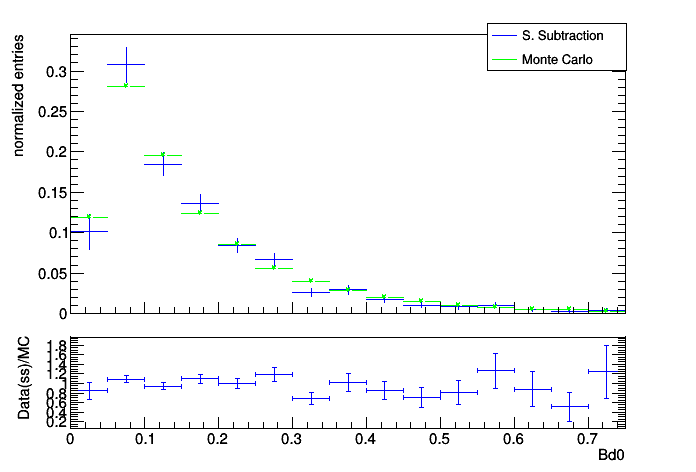 S. Subtraction
Monte Carlo
normalized entries
0.3
0.25
0.2
0.15
0.1
0.05
0
Data(ss)/MC
1.8
1.6
1.4
1.2
1
0.8
0.6
0.4
0.2
0 0.1 0.2 0.3 0.4 0.5 0.6 0.7
Bd0